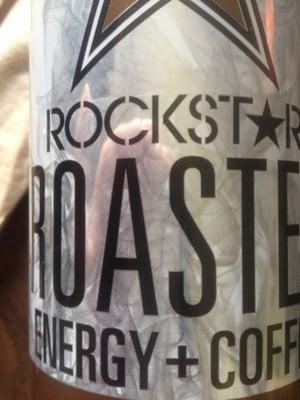 ROCKST★R
ROASTE
ENERGY + COFF